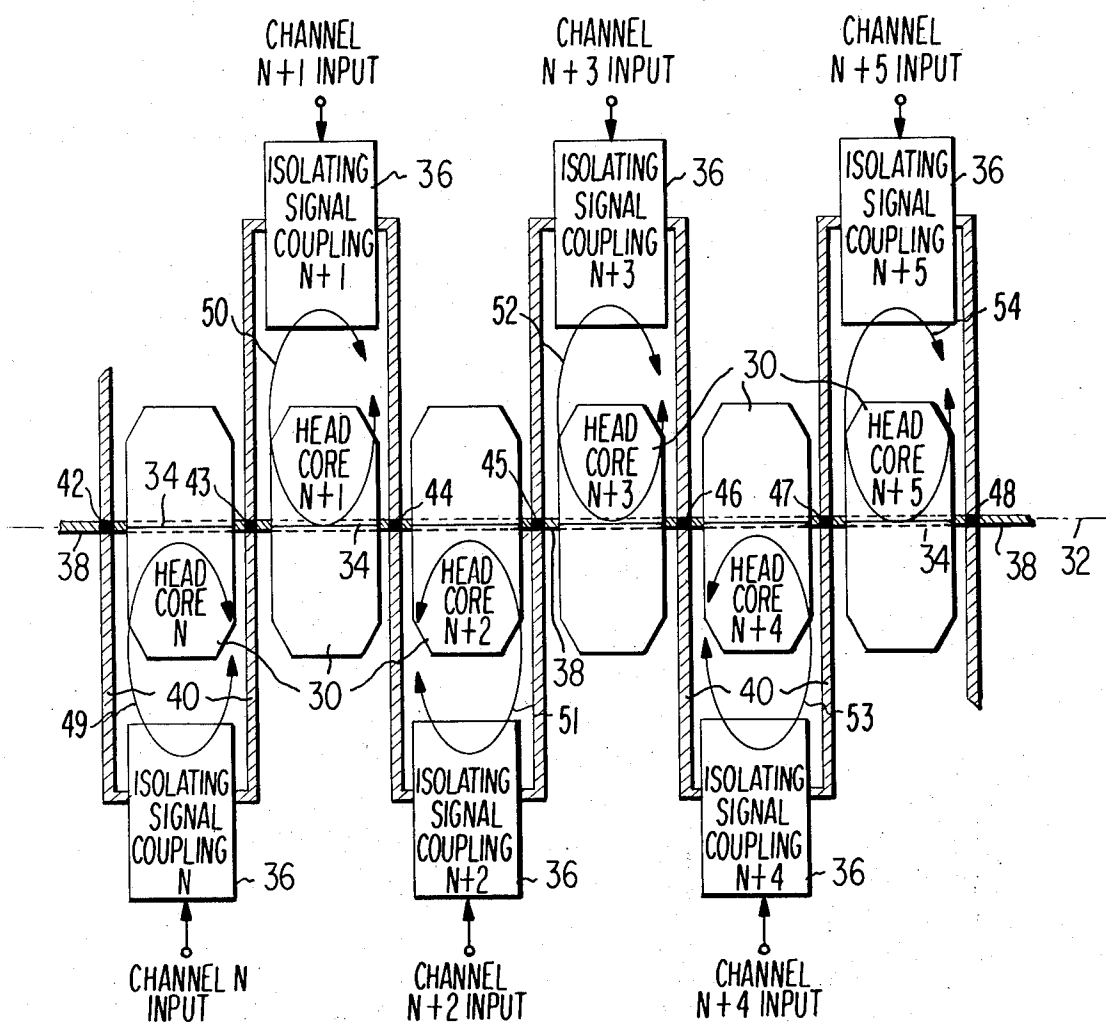 CHANNEL
N+1 INPUT
CHANNEL
N+3 INPUT
CHANNEL
N+5 INPUT
ISOLATING
SIGNAL
COUPLING
N+1
36
ISOLATING
SIGNAL
COUPLING
N+3
36
ISOLATING
SIGNAL
COUPLING
N+5
36
50
52
54
30
HEAD
CORE
N+1
HEAD
CORE
N+3
HEAD
CORE
N+5
42
34
43
44
45
46
47
48
38
34
38
34
38
32
HEAD
CORE
N
HEAD
CORE
N+2
HEAD
CORE
N+4
49
40
30
51
40
53
ISOLATING
SIGNAL
COUPLING
N
36
ISOLATING
SIGNAL
COUPLING
N+2
36
ISOLATING
SIGNAL
COUPLING
N+4
36
CHANNEL N
INPUT
CHANNEL
N+2 INPUT
CHANNEL
N+4 INPUT